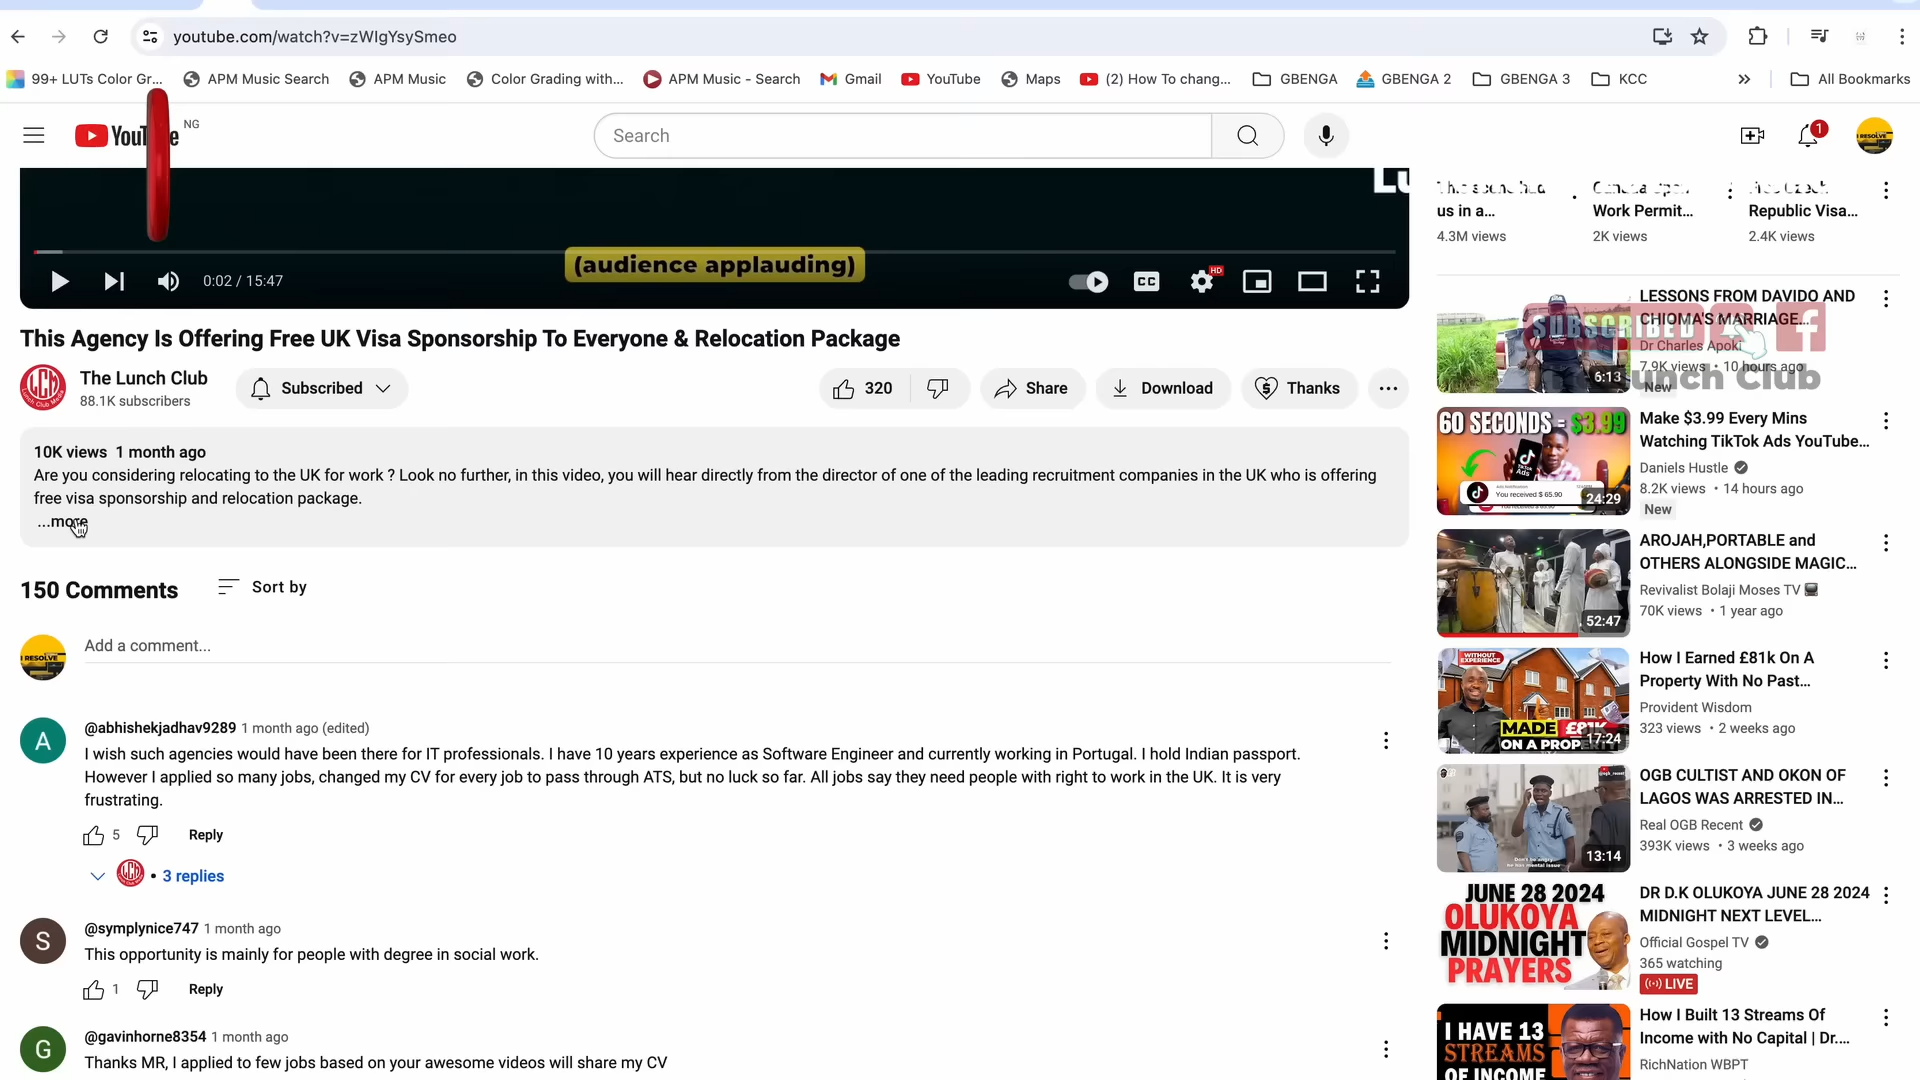 youtube.com/watch?v=zWIgYsySmeo
99+ LUTs Color Gr...
APM Music Search
APM Music
Color Grading with...
APM Music - Search
Gmail
YouTube
Maps
(2) How To chang...
GBENGA
GBENGA 2
GBENGA 3
KCC
All Bookmarks
NG
Search
1
I RESOLVE
(audience applauding)
0:02 / 15:47
CC
HD
us in a...
4.3M views
Work Permit...
2K views
Republic Visa...
2.4K views
This Agency Is Offering Free UK Visa Sponsorship To Everyone & Relocation Package
LCM
The Lunch Club
88.1K subscribers
Subscribed
320
Share
Download
Thanks
10K views 1 month ago
Are you considering relocating to the UK for work ? Look no further, in this video, you will hear directly from the director of one of the leading recruitment companies in the UK who is offering
free visa sponsorship and relocation package.
...more
150 Comments
Sort by
I RESOLVE
Add a comment...
A
@abhishekjadhav9289 1 month ago (edited)
I wish such agencies would have been there for IT professionals. I have 10 years experience as Software Engineer and currently working in Portugal. I hold Indian passport.
However I applied so many jobs, changed my CV for every job to pass through ATS, but no luck so far. All jobs say they need people with right to work in the UK. It is very
frustrating.
5
Reply
3 replies
S
@symplynice747 1 month ago
This opportunity is mainly for people with degree in social work.
1
Reply
G
@gavinhorne8354 1 month ago
Thanks MR, I applied to few jobs based on your awesome videos will share my CV
LESSONS FROM DAVIDO AND
CHIOMA'S MARRIAGE...
SUBSCRIBED
Dr Charles Apoki
7.9K views • 10 hours ago
New
Lunch Club
6:13
60 SECONDS = $3.99
TikTok
Ads
You received $ 65.90
24:29
Make $3.99 Every Mins
Watching TikTok Ads YouTube...
Daniels Hustle
8.2K views • 14 hours ago
New
52:47
AROJAH,PORTABLE and
OTHERS ALONGSIDE MAGIC...
Revivalist Bolaji Moses TV
70K views • 1 year ago
WITHOUT
EXPERIENCE
MADE £81K
ON A PROPERTY
17:24
How I Earned £81k On A
Property With No Past...
Provident Wisdom
323 views • 2 weeks ago
13:14
OGB CULTIST AND OKON OF
LAGOS WAS ARRESTED IN...
Real OGB Recent
393K views • 3 weeks ago
JUNE 28 2024
OLUKOYA
MIDNIGHT
PRAYERS
DR D.K OLUKOYA JUNE 28 2024
MIDNIGHT NEXT LEVEL...
Official Gospel TV
365 watching
LIVE
I HAVE 13
STREAMS
OF INCOME
How I Built 13 Streams Of
Income with No Capital | Dr....
RichNation WBPT